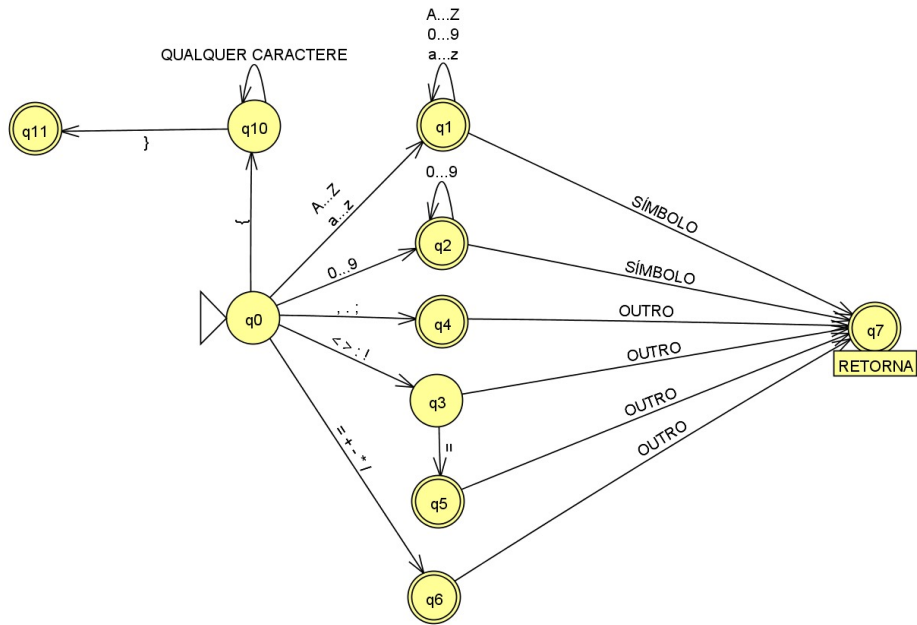 A...Z
0...9
a...z
QUALQUER CARACTERE
q11
}
q10
q1
{
A...Z
a...z
SÍMBOLO
0...9
q2
0...9
SÍMBOLO
q0
, . ;
q4
OUTRO
q7
RETORNA
< > : !
q3
OUTRO
=
q5
OUTRO
= + - * /
q6
OUTRO